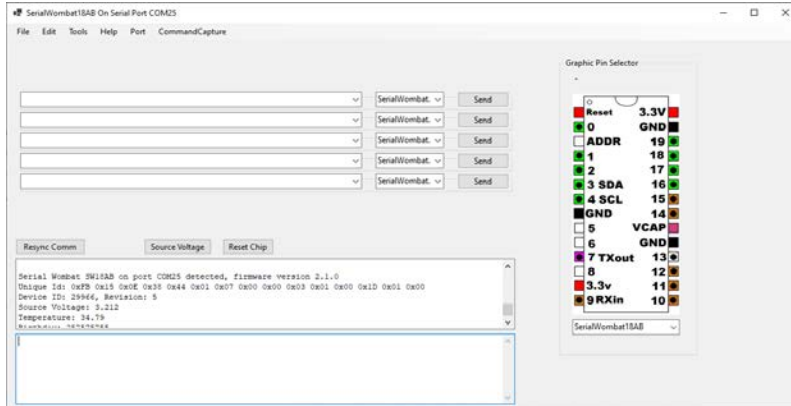 SerialWombat18AB On Serial Port COM25
File Edit Tools Help Port CommandCapture
SerialWombat. Send
SerialWombat. Send
SerialWombat. Send
SerialWombat. Send
SerialWombat. Send
Resync Comm Source Voltage Reset Chip
Serial Wombat SW18AB on port COM25 detected, firmware version 2.1.0
Unique Id: 0xFB 0x15 0x0E 0x38 0x44 0x01 0x07 0x00 0x00 0x03 0x01 0x00 0x1D 0x01 0x00
Device ID: 29966, Revision: 5
Source Voltage: 3.212
Temperature: 34.79
Graphic Pin Selector
-
Reset 3.3V
0 GND
ADDR 19
1 18
2 17
3 SDA 16
4 SCL 15
GND 14
5 VCAP
6 GND
7 TXout 13
8 12
3.3v 11
9 RXin 10
SerialWombat18AB